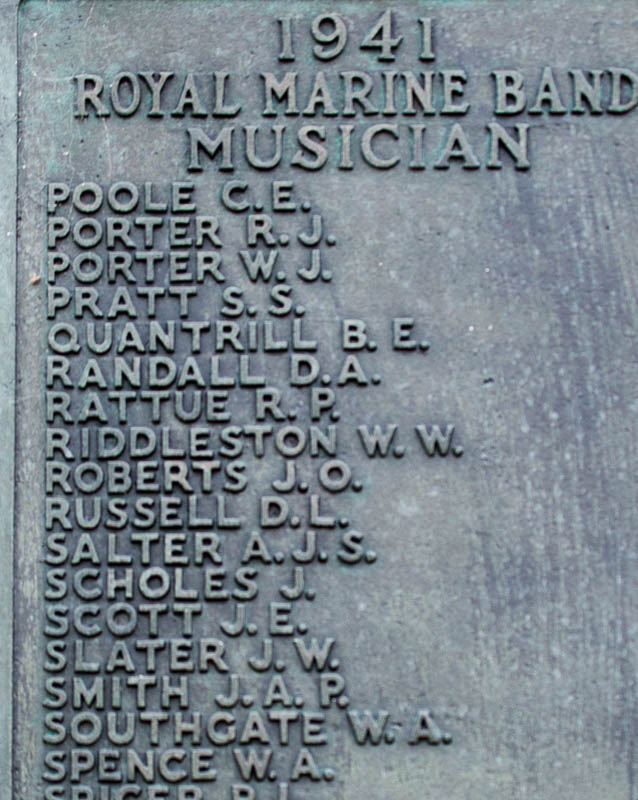 1941
ROYAL MARINE BAND
MUSICIAN
POOLE C.E.
PORTER R.J.
PORTER W.J.
PRATT S.S.
QUANTRILL B.E.
RANDALL D.A.
RATTUE R.P.
RIDDLESTON W.W.
ROBERTS J.O.
RUSSELL D.L.
SALTER A.J.S.
SCHOLES J.
SCOTT J.E.
SLATER J.W.
SMITH J.A.P.
SOUTHGATE W.A.
SPENCE W.A.
SPICER